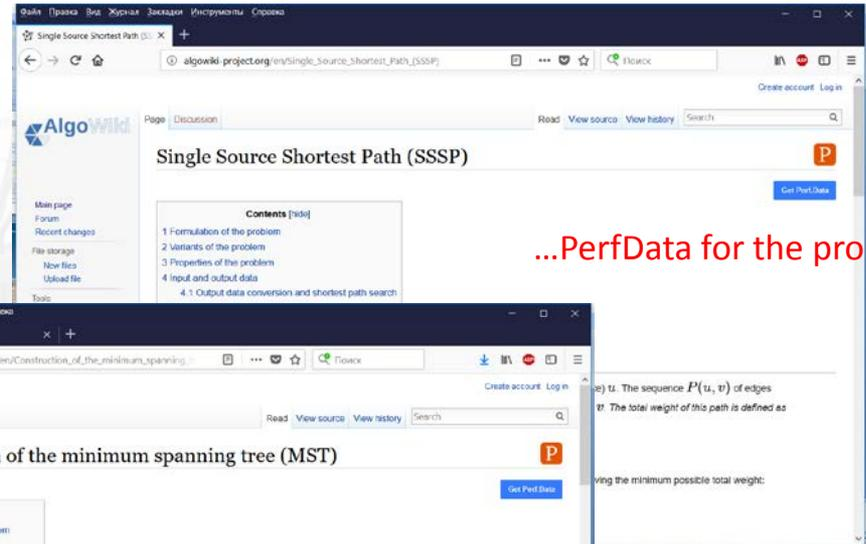 Файл Правка Вид Журнал Закладки Инструменты Справка
Single Source Shortest Path (SS
algowiki-project.org/en/Single_Source_Shortest_Path_(SSSP)
Поиск
Create account Log in
AlgoWiki
Page Discussion
Read View source View history Search
Single Source Shortest Path (SSSP)
P
Get Perf.Data
Main page
Forum
Recent changes
File storage
New files
Upload file
Tools
Contents [hide]
1 Formulation of the problem
2 Variants of the problem
3 Properties of the problem
4 Input and output data
4.1 Output data conversion and shortest path search
...PerfData for the pro
en/Construction_of_the_minimum_spanning_
Поиск
Create account Log in
Read View source View history Search
of the minimum spanning tree (MST)
P
Get Perf.Data
u. The sequence P(u, v) of edges
v. The total weight of this path is defined as
ving the minimum possible total weight: